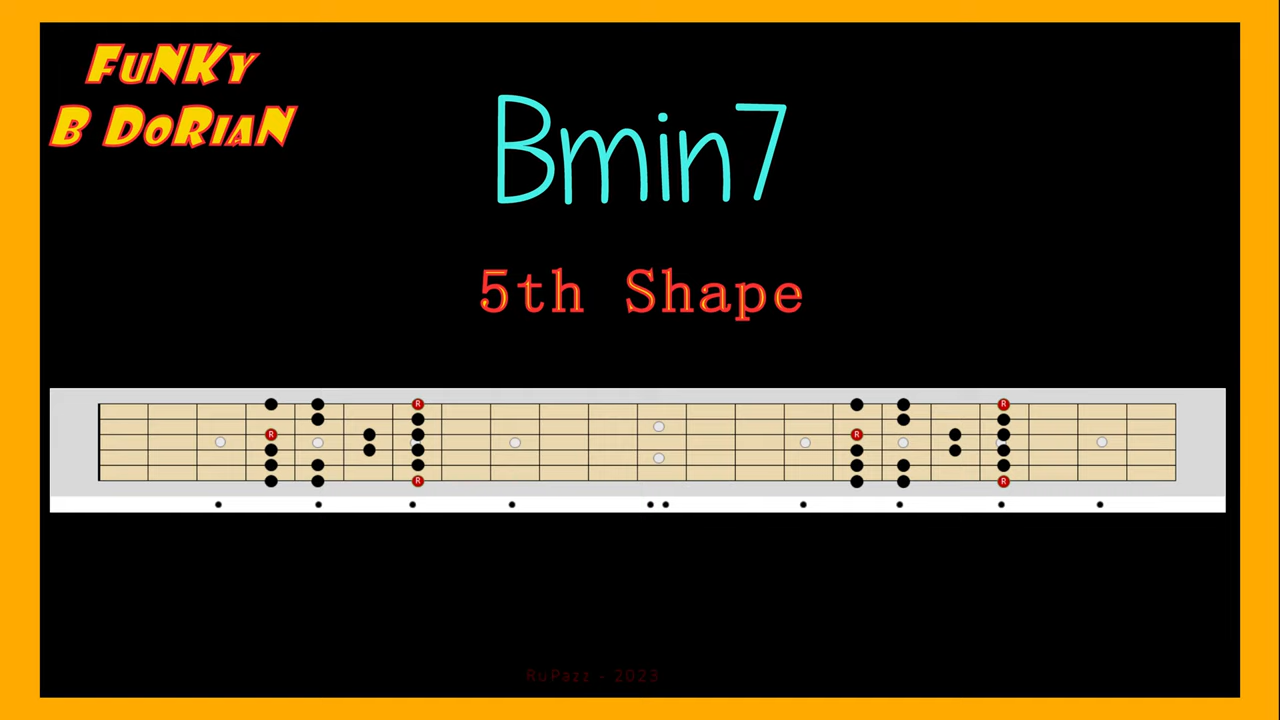 FuNKy
B DoRiaN
Bmin7
5th Shape
R R
R R
R R
RuPazz - 2023